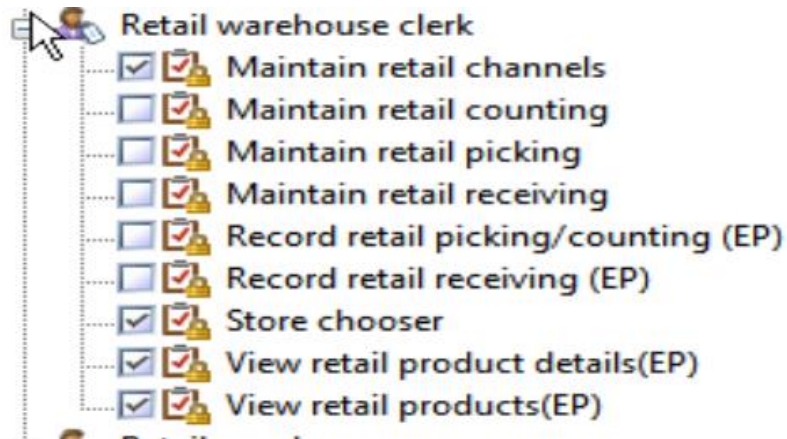 Retail warehouse clerk
Maintain retail channels
Maintain retail counting
Maintain retail picking
Maintain retail receiving
Record retail picking/counting (EP)
Record retail receiving (EP)
Store chooser
View retail product details(EP)
View retail products(EP)